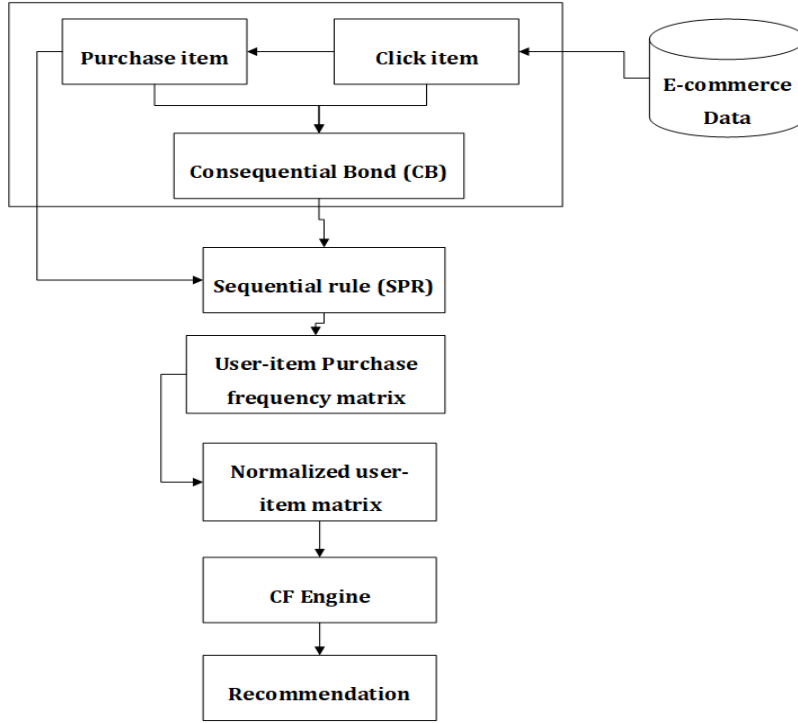 Purchase item
Click item
E-commerce
Data
Consequential Bond (CB)
Sequential rule (SPR)
User-item Purchase
frequency matrix
Normalized user-
item matrix
CF Engine
Recommendation